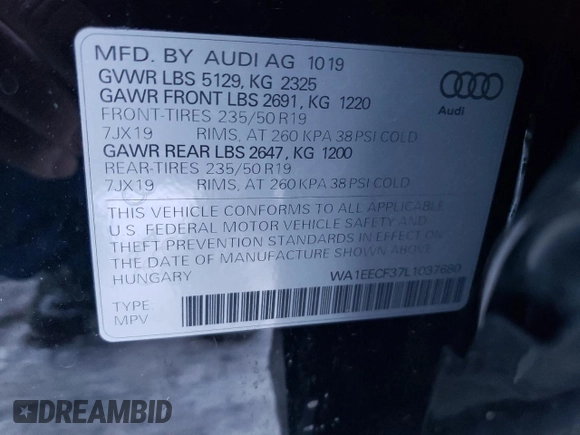 MFD. BY AUDI AG 1019
GVWR LBS 5129, KG 2325
GAWR FRONT LBS 2691, KG 1220
FRONT-TIRES 235/50 R19
7JX19 RIMS, AT 260 KPA 38 PSI COLD
GAWR REAR LBS 2647, KG 1200
REAR-TIRES 235/50 R19
7JX19 RIMS, AT 260 KPA 38 PSI COLD
THIS VEHICLE CONFORMS TO ALL APPLICABLE
U.S. FEDERAL MOTOR VEHICLE SAFETY AND
THEFT PREVENTION STANDARDS IN EFFECT
ON THE DATE OF MANUFACTURE SHOWN ABOVE.
HUNGARY WA1EECF37L1037680
TYPE
MPV
Audi
DREAMBID